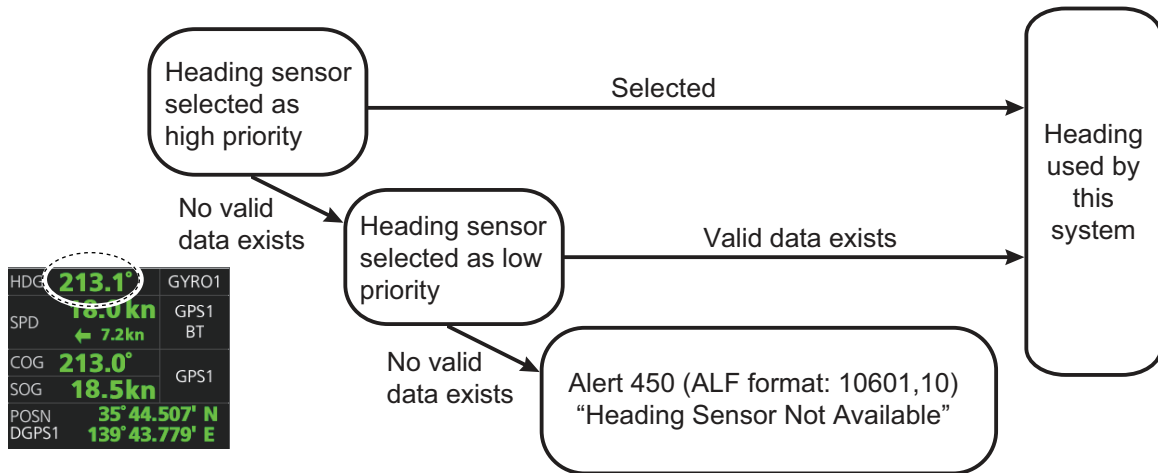 Heading sensor
selected as
high priority
Selected
Heading
used by
this
system
No valid
data exists
Heading sensor
selected as low
priority
Valid data exists
No valid
data exists
Alert 450 (ALF format: 10601,10)
“Heading Sensor Not Available”
HDG 213.1° GYRO1
SPD 18.0 kn GPS1
BT
7.2kn
COG 213.0°
GPS1
SOG 18.5kn
POSN 35°44.507' N
DGPS1 139°43.779' E